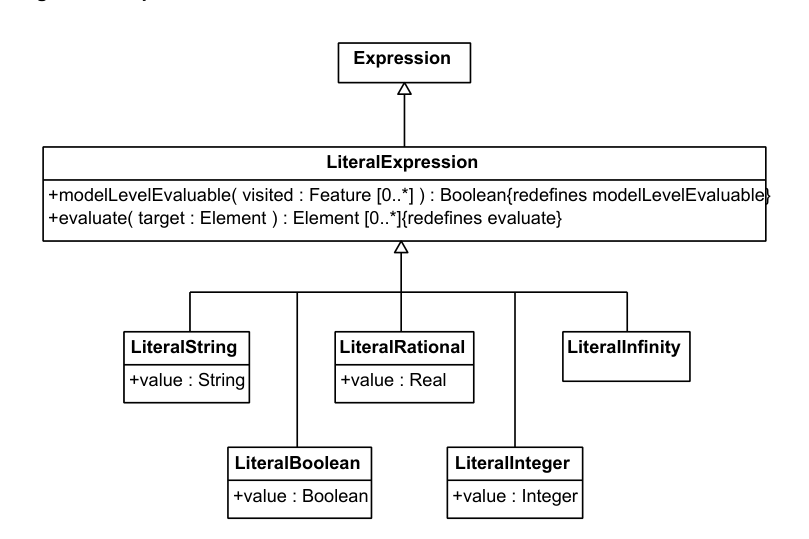 Expression
LiteralExpression
+modelLevelEvaluable( visited : Feature [0..*] ) : Boolean{redefines modelLevelEvaluable}
+evaluate( target : Element ) : Element [0..*]{redefines evaluate}
LiteralString
+value : String
LiteralRational
+value : Real
LiteralInfinity
LiteralBoolean
+value : Boolean
LiteralInteger
+value : Integer